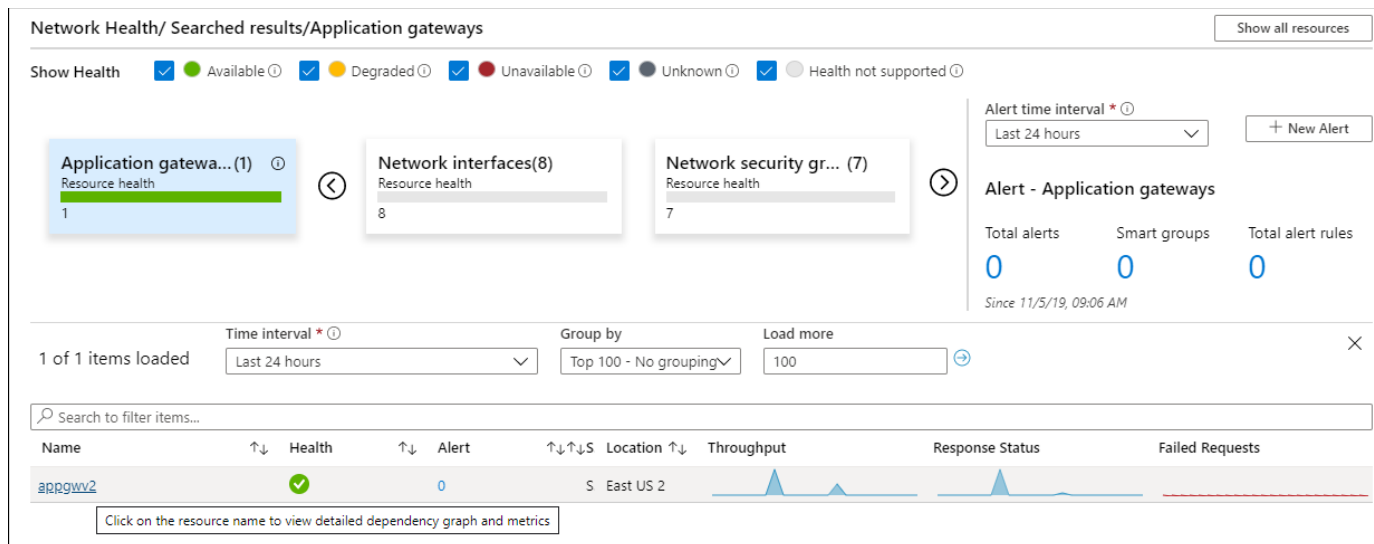 Network Health/ Searched results/Application gateways
Show all resources
Show Health Available Degraded Unavailable Unknown Health not supported
Alert time interval *
Last 24 hours
+ New Alert
Application gatewa...(1)
Resource health
1
Network interfaces(8)
Resource health
8
Network security gr... (7)
Resource health
7
Alert - Application gateways
Total alerts Smart groups Total alert rules
0 0 0
Since 11/5/19, 09:06 AM
1 of 1 items loaded
Time interval *
Last 24 hours
Group by
Top 100 - No grouping
Load more
100
Search to filter items...
Name Health Alert S Location Throughput Response Status Failed Requests
appgwv2 0 S East US 2
Click on the resource name to view detailed dependency graph and metrics